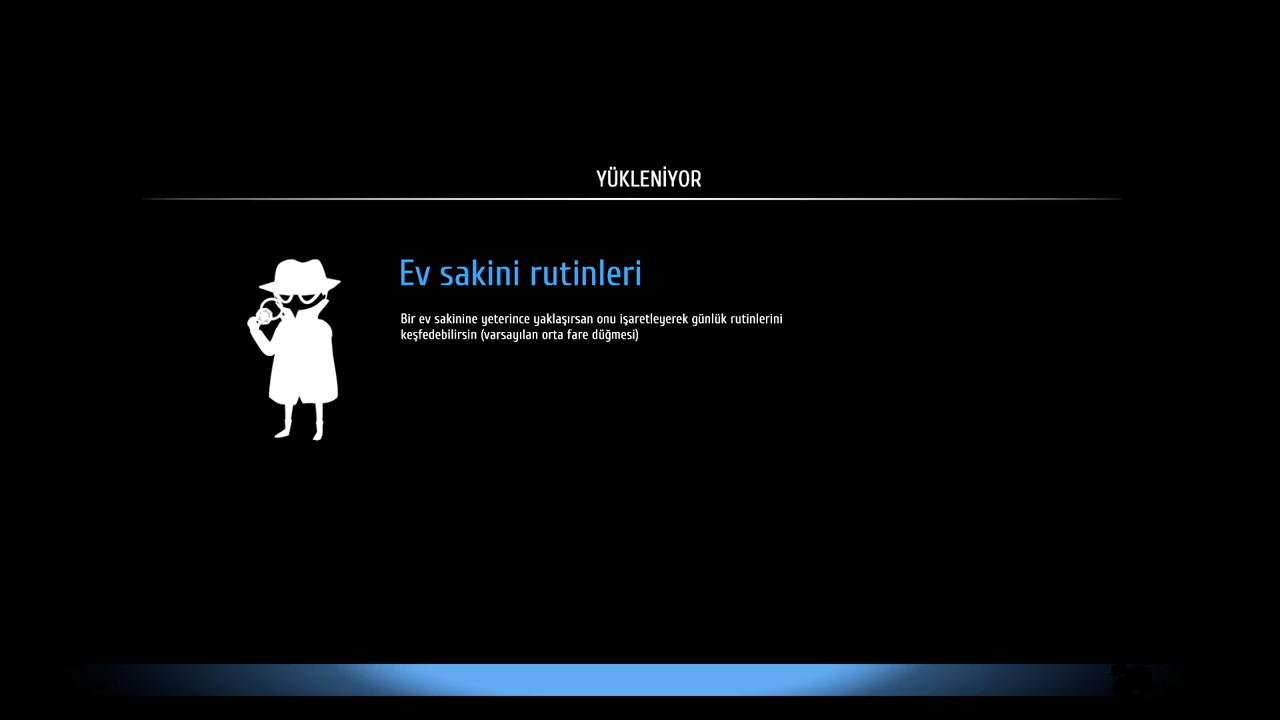 YÜKLENİYOR
Ev sakini rutinleri
Bir ev sakinine yeterince yaklaşırsan onu işaretleyerek günlük rutinlerini
keşfedebilirsin (varsayılan orta fare düğmesi)